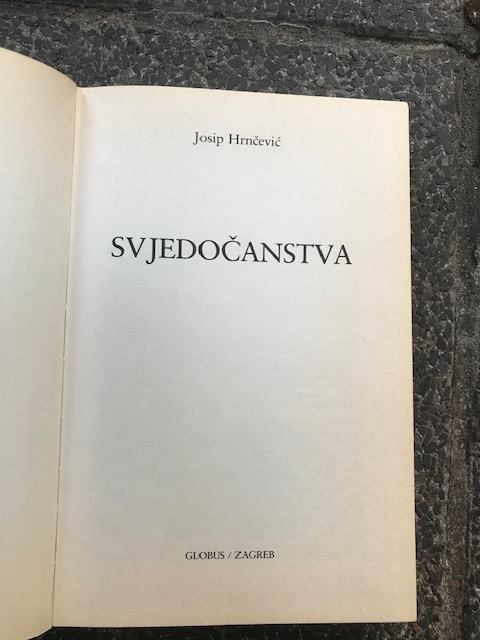 Josip Hrnčević
SVJEDOČANSTVA
GLOBUS / ZAGREB